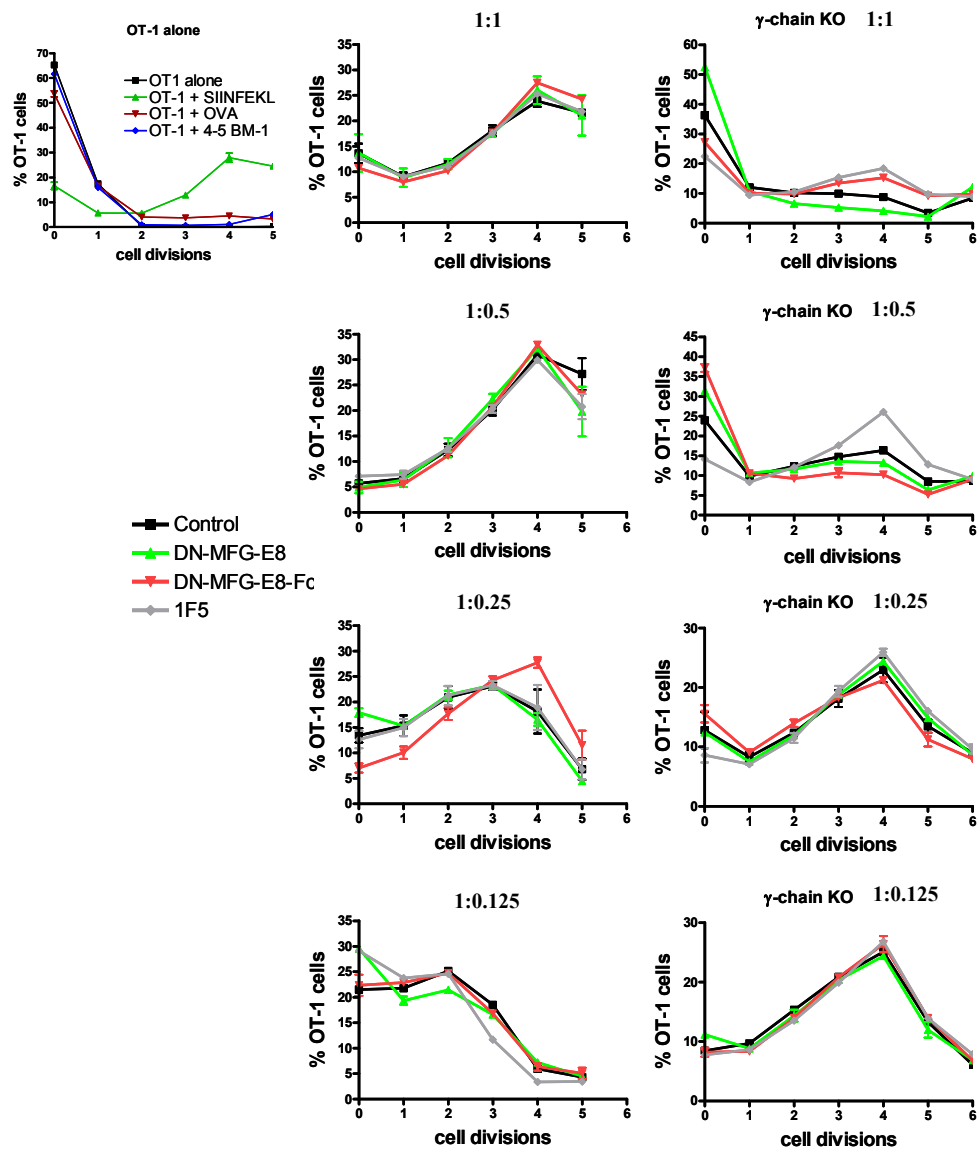 OT-1 alone
% OT-1 cells
70
60
50
40
30
20
10
0
OT1 alone
OT-1 + SIINFEKL
OT-1 + OVA
OT-1 + 4-5 BM-1
0 1 2 3 4 5
cell divisions
1:1
% OT-1 cells
35
30
25
20
15
10
5
0
0 1 2 3 4 5 6
cell divisions
γ-chain KO 1:1
% OT-1 cells
60
50
40
30
20
10
0
0 1 2 3 4 5 6
cell divisions
1:0.5
% OT-1 cells
35
30
25
20
15
10
5
0
0 1 2 3 4 5 6
cell divisions
γ-chain KO 1:0.5
% OT-1 cells
45
40
35
30
25
20
15
10
5
0
0 1 2 3 4 5 6
cell divisions
Control
DN-MFG-E8
DN-MFG-E8-Fc
1F5
1:0.25
% OT-1 cells
35
30
25
20
15
10
5
0
0 1 2 3 4 5 6
cell divisions
γ-chain KO 1:0.25
% OT-1 cells
30
20
10
0
0 1 2 3 4 5 6
cell divisions
1:0.125
% OT-1 cells
35
30
25
20
15
10
5
0
0 1 2 3 4 5 6
cell divisions
γ-chain KO 1:0.125
% OT-1 cells
30
20
10
0
0 1 2 3 4 5 6
cell divisions